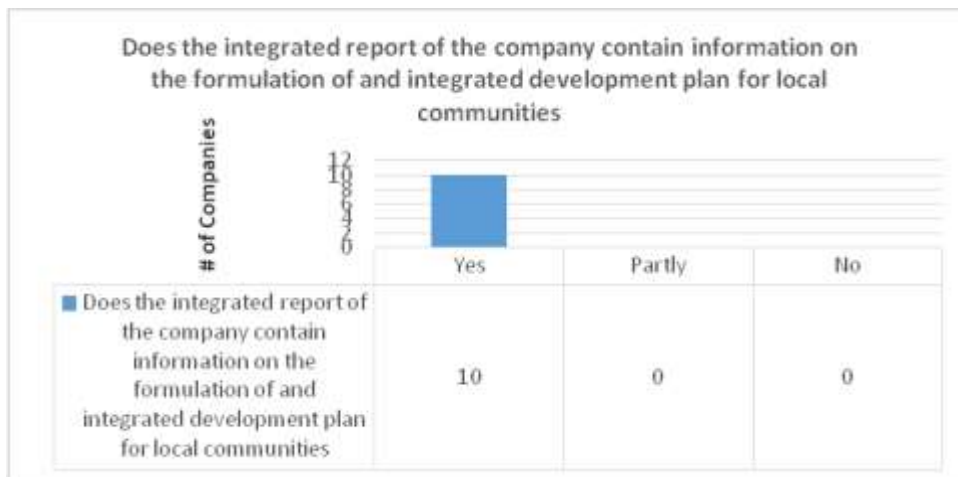 Does the integrated report of the company contain information on
the formulation of and integrated development plan for local
communities
# of Companies
12
10
8
6
4
2
0
Yes Partly No
Does the integrated report of
the company contain
information on the
formulation of and
integrated development plan
for local communities
10 0 0